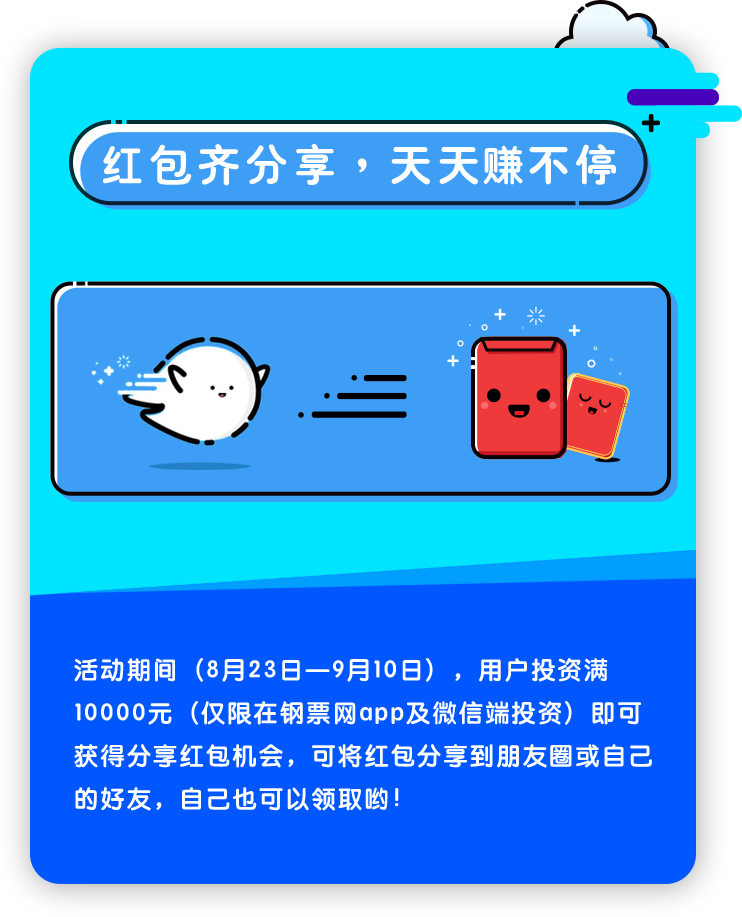 红包齐分享，天天赚不停
活动期间（8月23日—9月10日），用户投资满
10000元（仅限在钢票网app及微信端投资）即可
获得分享红包机会，可将红包分享到朋友圈或自己
的好友，自己也可以领取哟！